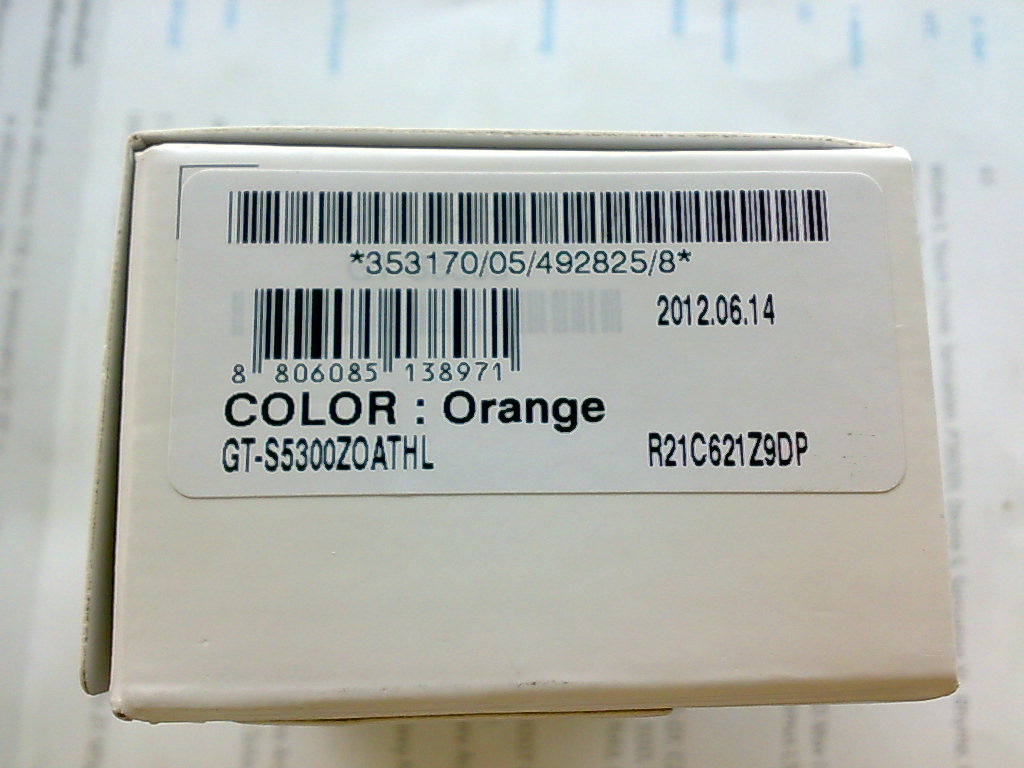 *353170/05/492825/8*
2012.06.14
8 806085 138971
COLOR : Orange
GT-S5300ZOATHL R21C621Z9DP